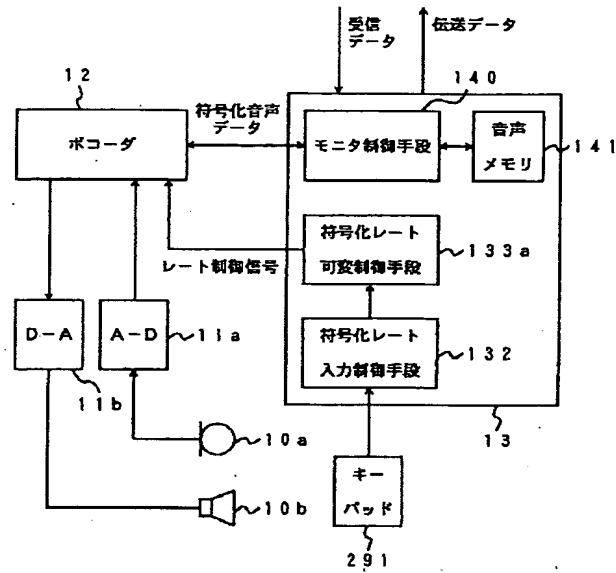 受信
データ
伝送データ
12
140
符号化音声
データ
ボコーダ
モニタ制御手段
音声
メモリ
141
符号化レート
可変制御手段
133a
レート制御信号
D-A
A-D
11a
符号化レート
入力制御手段
132
11b
13
10a
キー
パッド
10b
291